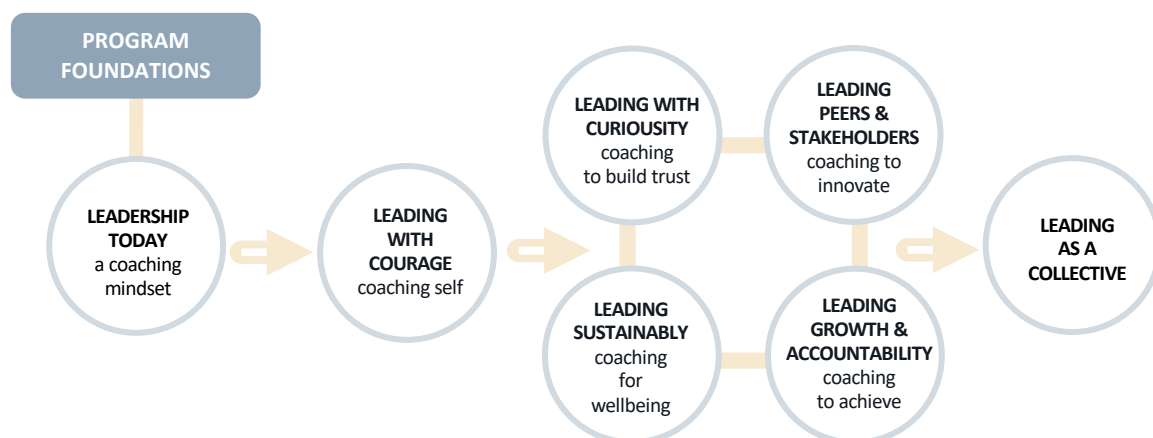 PROGRAM
FOUNDATIONS
LEADERSHIP
TODAY
a coaching
mindset
LEADING
WITH
COURAGE
coaching self
LEADING WITH
CURIOUSITY
coaching
to build trust
LEADING
PEERS &
STAKEHOLDERS
coaching to
innovate
LEADING
SUSTAINABLY
coaching
for
wellbeing
LEADING
GROWTH &
ACCOUNTABILITY
coaching
to achieve
LEADING
AS A
COLLECTIVE